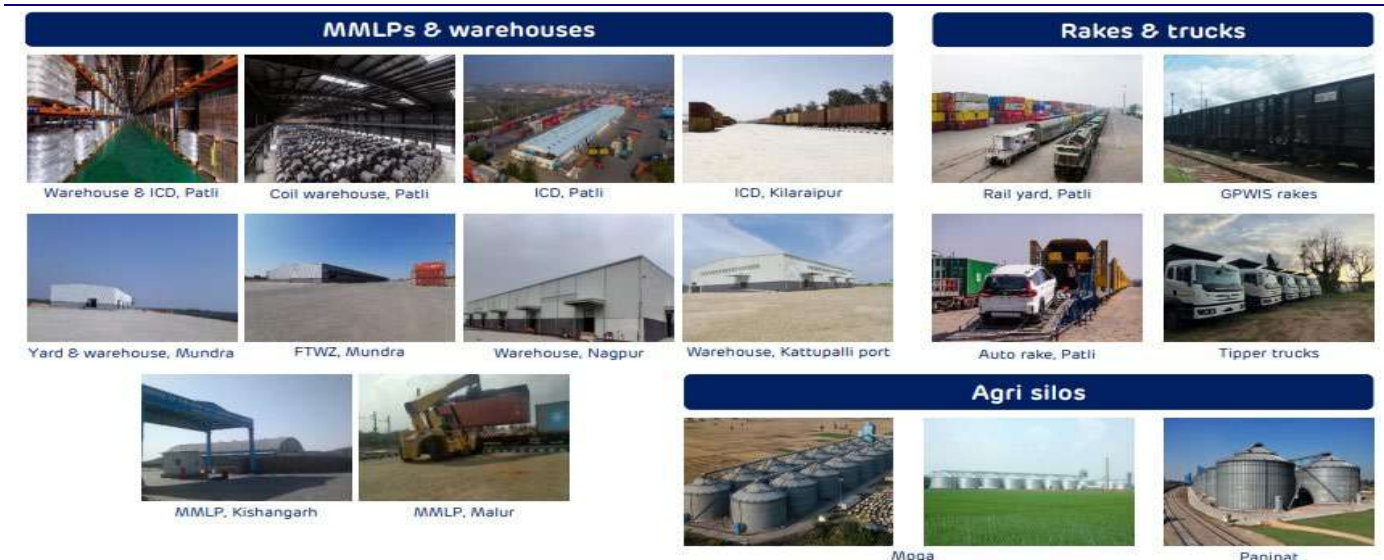 MMLPs & warehouses
Rakes & trucks
Warehouse & ICD, Patli
Coil warehouse, Patli
ICD, Patli
ICD, Kilaraipur
Rail yard, Patli
GPWIS rakes
Yard & warehouse, Mundra
FTWZ, Mundra
Warehouse, Nagpur
Warehouse, Kattupalli port
Auto rake, Patli
Tipper trucks
Agri silos
MMLP, Kishangarh
MMLP, Malur
Moga
Panipat